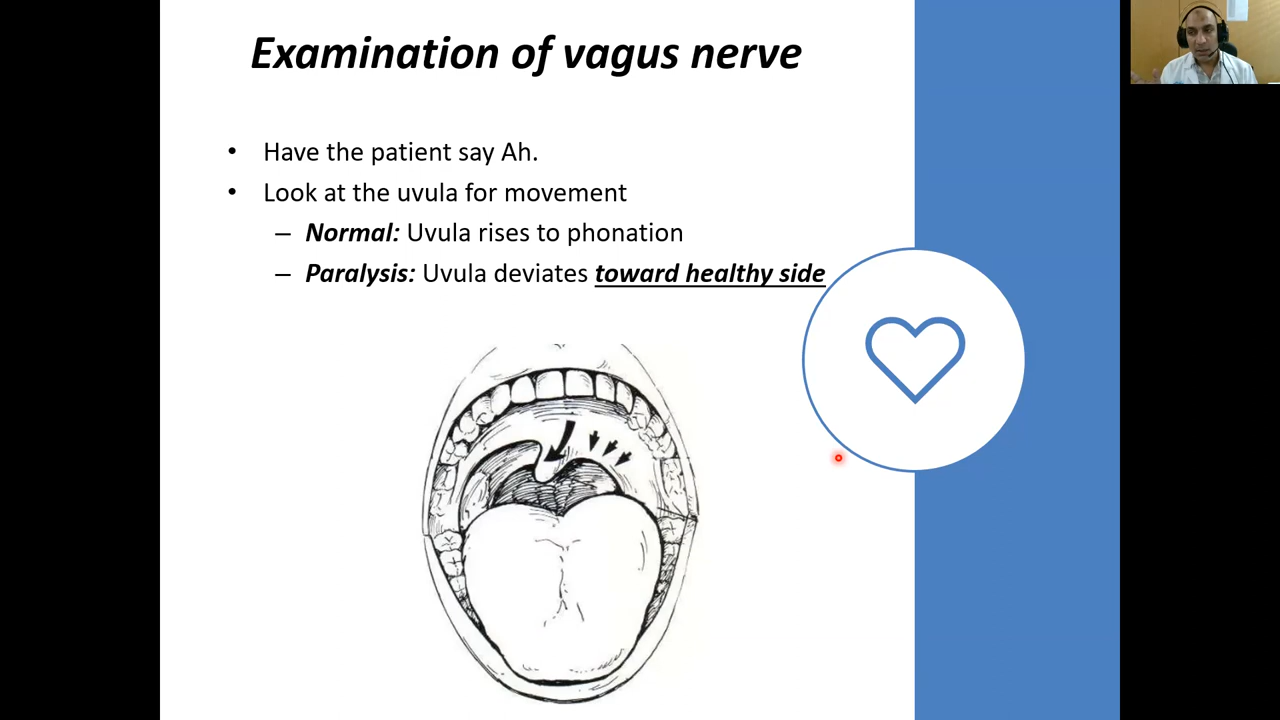 Examination of vagus nerve
• Have the patient say Ah.
• Look at the uvula for movement
– Normal: Uvula rises to phonation
– Paralysis: Uvula deviates toward healthy side